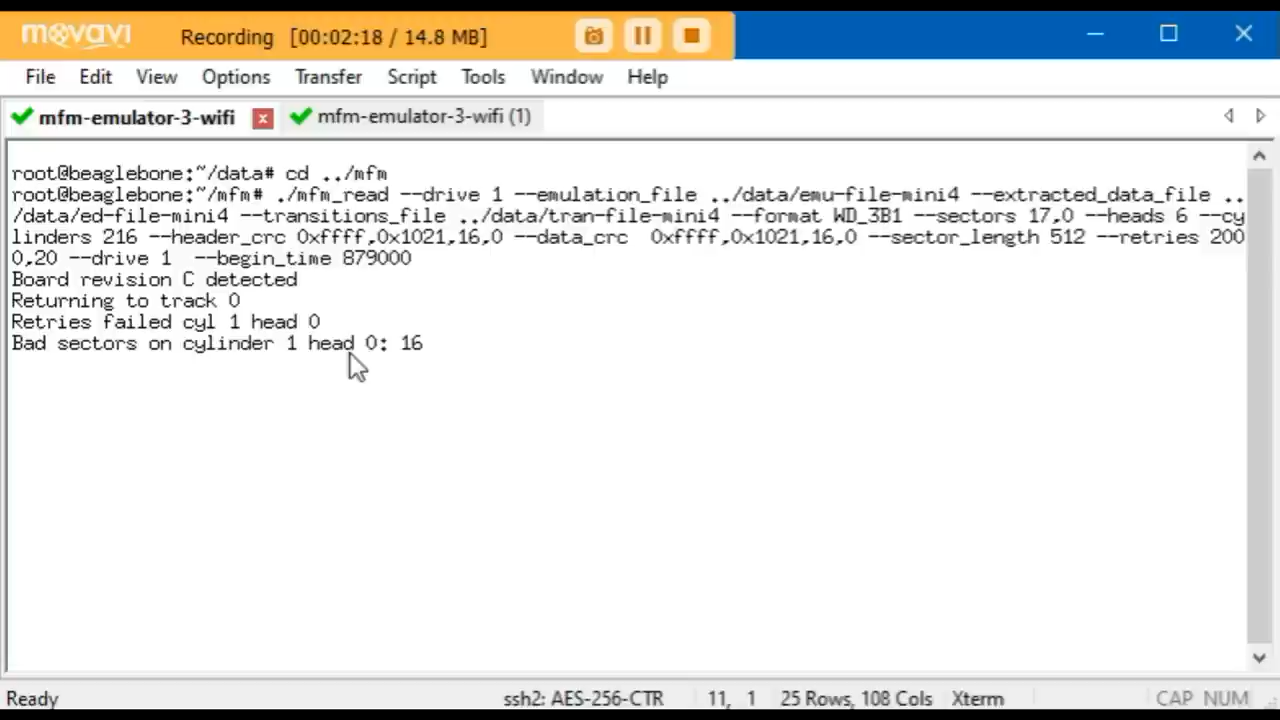 movavi Recording [00:02:18 / 14.8 MB]
File Edit View Options Transfer Script Tools Window Help
mfm-emulator-3-wifi x mfm-emulator-3-wifi (1)
root@beaglebone:~/data# cd ../mfm
root@beaglebone:~/mfm# ./mfm_read --drive 1 --emulation_file ../data/emu-file-mini4 --extracted_data_file ..
/data/ed-file-mini4 --transitions_file ../data/tran-file-mini4 --format WD_3B1 --sectors 17,0 --heads 6 --cy
linders 216 --header_crc 0xffff,0x1021,16,0 --data_crc  0xffff,0x1021,16,0 --sector_length 512 --retries 200
0,20 --drive 1  --begin_time 879000
Board revision C detected
Returning to track 0
Retries failed cyl 1 head 0
Bad sectors on cylinder 1 head 0: 16
Ready ssh2: AES-256-CTR 11, 1 25 Rows, 108 Cols Xterm CAP NUM